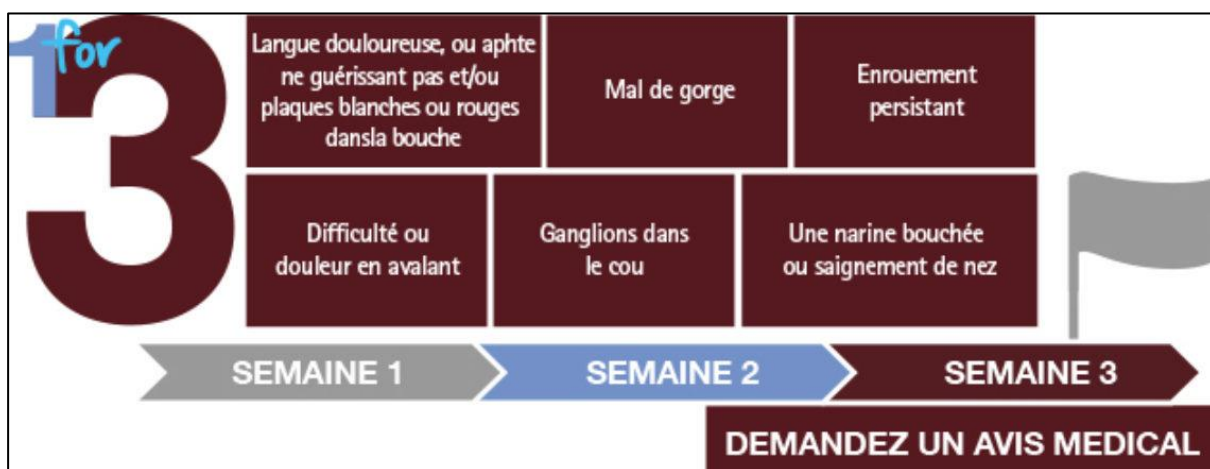 1 for 3
Langue douloureuse, ou aphte
ne guérissant pas et/ou
plaques blanches ou rouges
dansla bouche
Mal de gorge
Enrouement
persistant
Difficulté ou
douleur en avalant
Ganglions dans
le cou
Une narine bouchée
ou saignement de nez
SEMAINE 1
SEMAINE 2
SEMAINE 3
DEMANDEZ UN AVIS MEDICAL